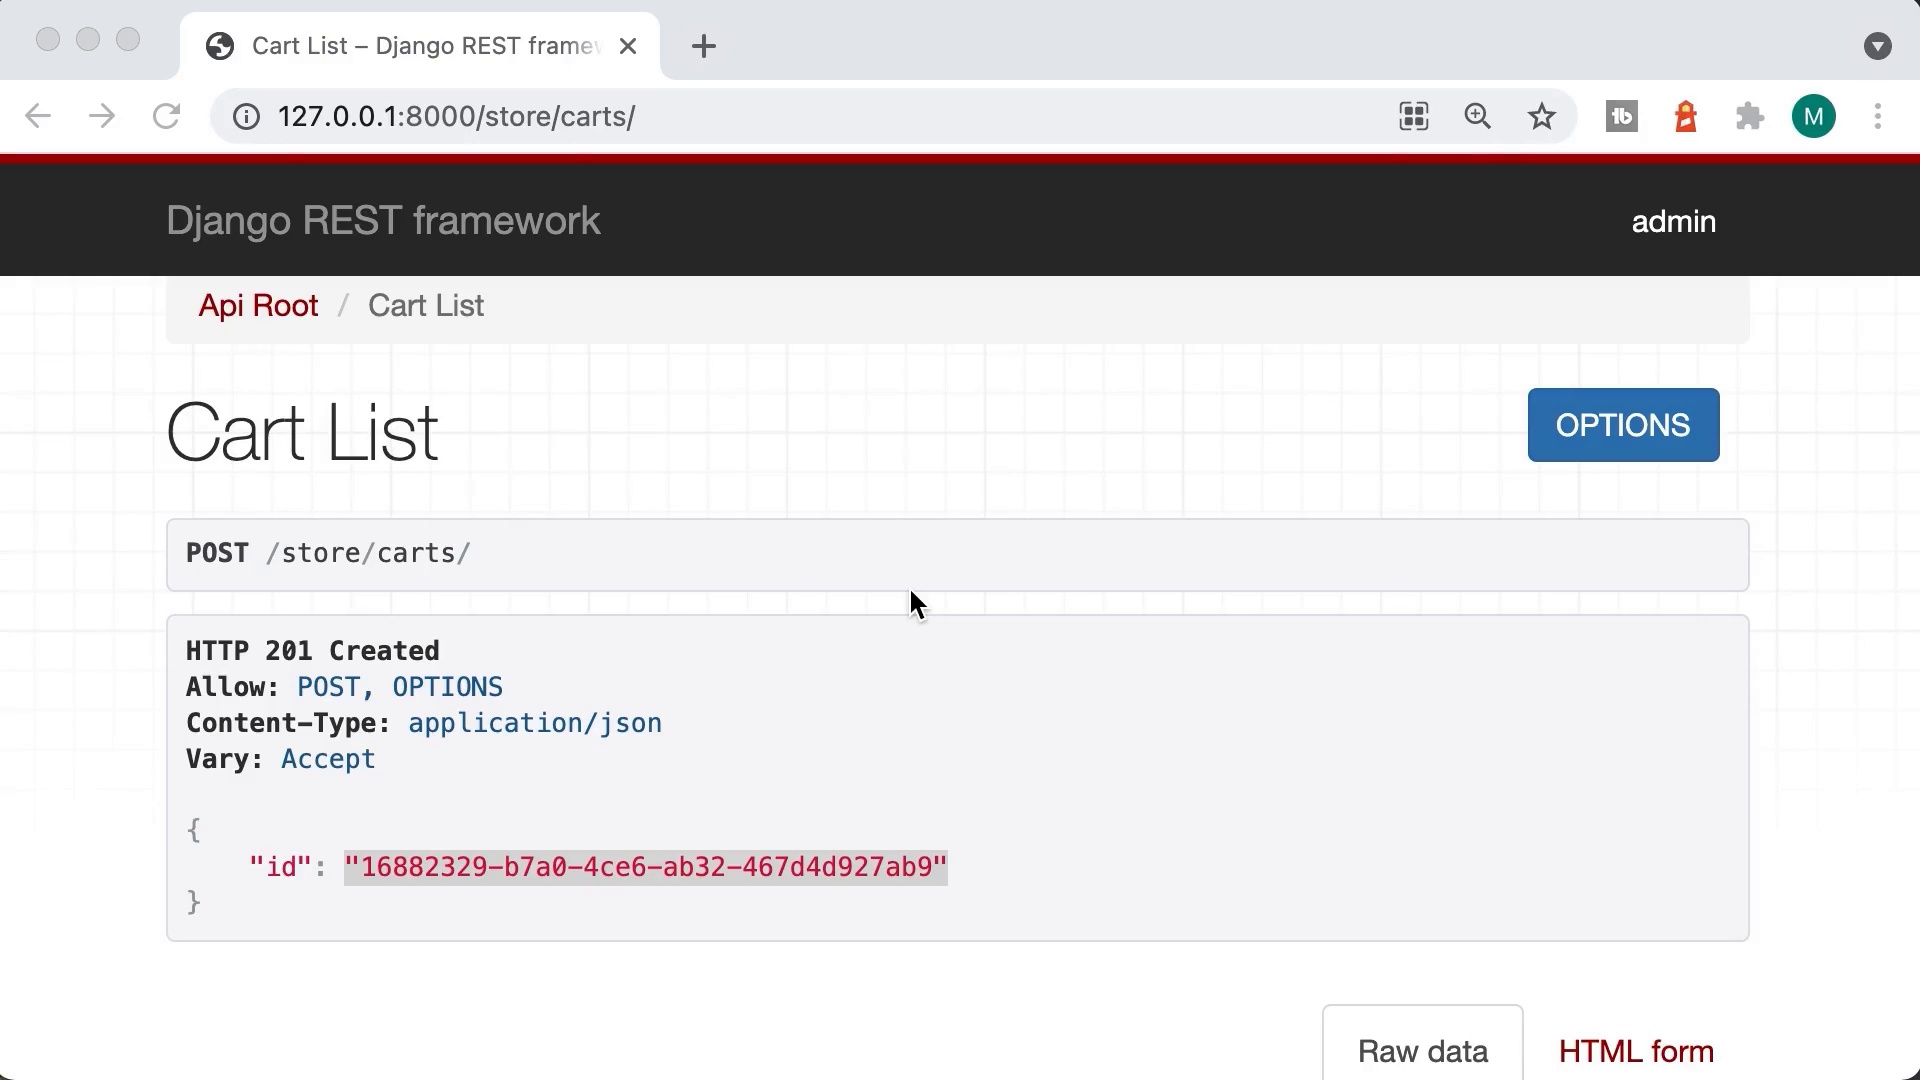 Cart List – Django REST framew
127.0.0.1:8000/store/carts/
M
Django REST framework
admin
Api Root / Cart List
Cart List
OPTIONS
POST /store/carts/
HTTP 201 Created
Allow: POST, OPTIONS
Content-Type: application/json
Vary: Accept
{
"id": "16882329-b7a0-4ce6-ab32-467d4d927ab9"
}
Raw data
HTML form